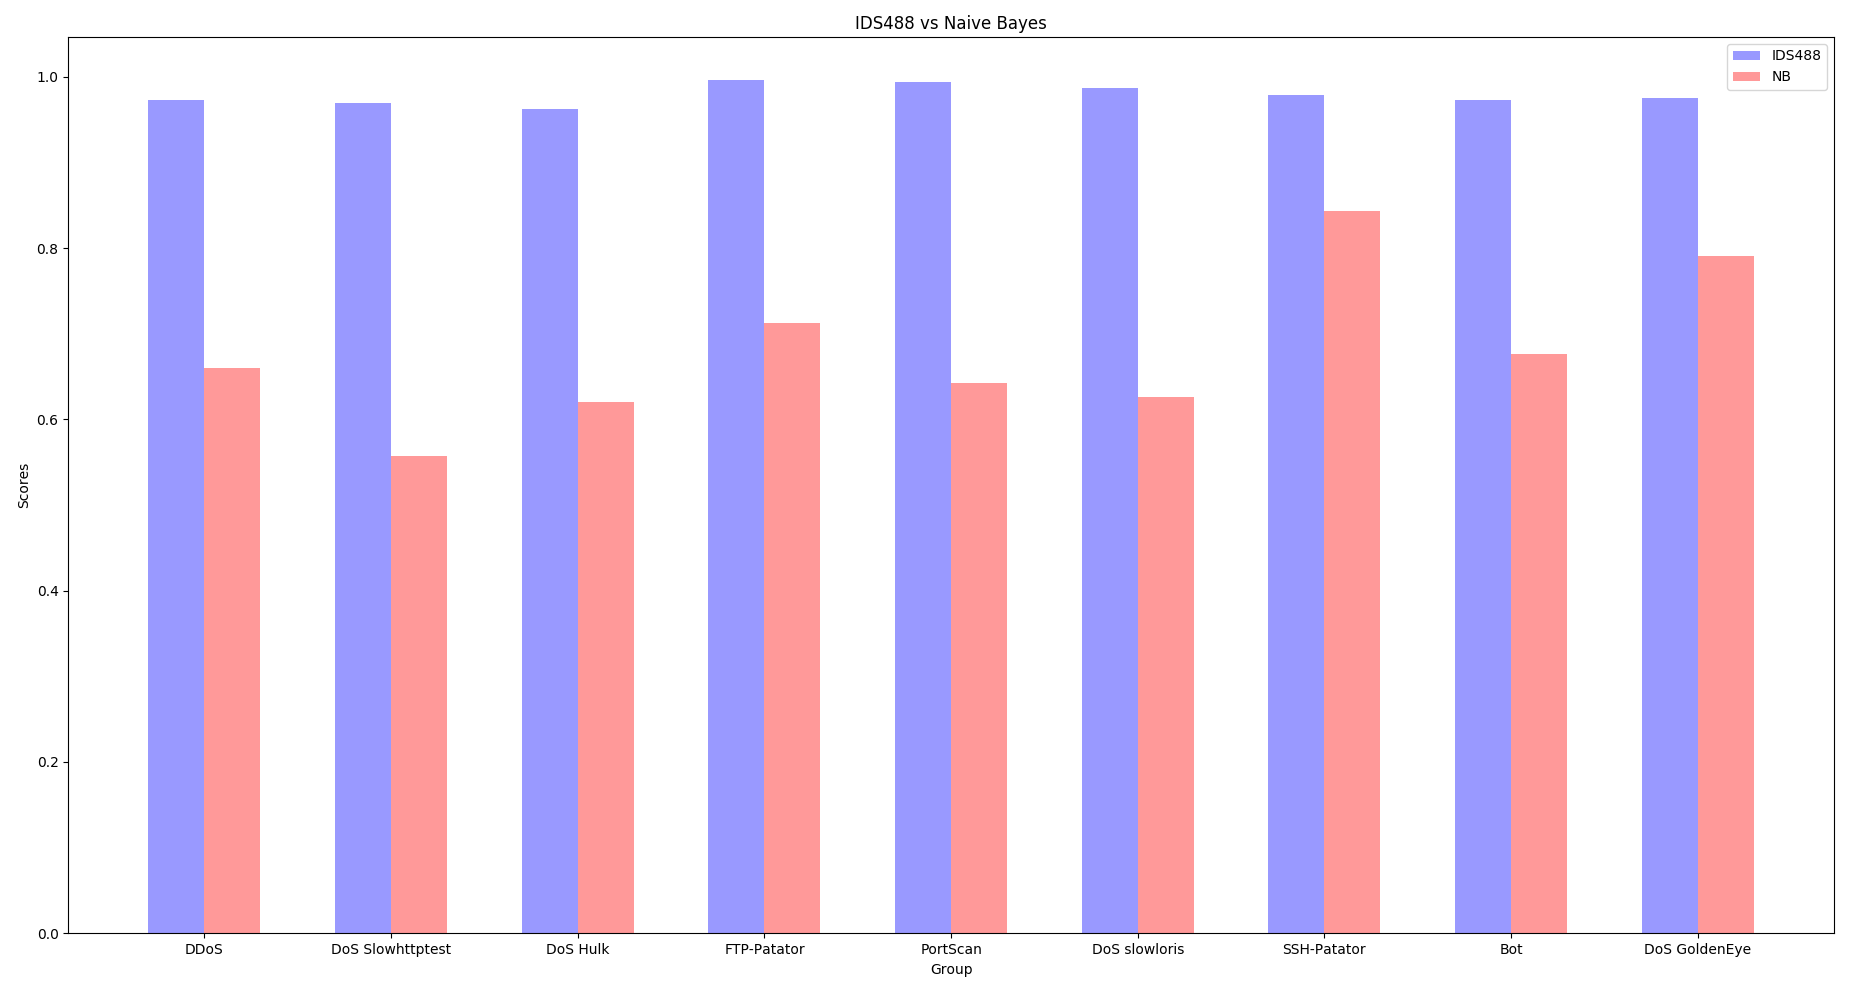 IDS488 vs Naive Bayes
IDS488
NB
1.0
0.8
0.6
0.4
0.2
0.0
Scores
DDoS DoS Slowhttptest DoS Hulk FTP-Patator PortScan DoS slowloris SSH-Patator Bot DoS GoldenEye
Group